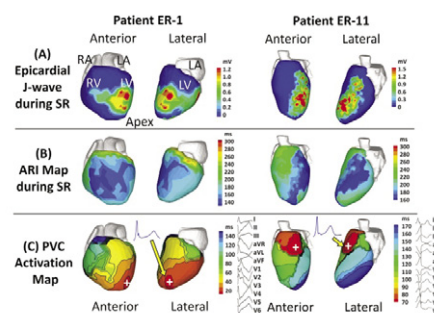 Patient ER-1 Patient ER-11
Anterior Lateral Anterior Lateral
(A)
Epicardial
J-wave
during SR
RA LA LA
RV LV LV
Apex
mV
1.2
1.0
0.8
0.6
0.4
0.2
0
mV
1.6
1.5
1.2
0.9
0.6
0.3
0
(B)
ARI Map
during SR
ms
300
280
260
240
220
200
180
160
ms
300
280
260
240
220
200
180
160
(C) PVC
Activation
Map
ms
140
120
100
80
60
40
I
II
III
aVR
aVL
aVF
V1
V2
V3
V4
V5
V6
ms
170
160
150
140
130
120
110
100
90
80
70
Anterior Lateral Anterior Lateral